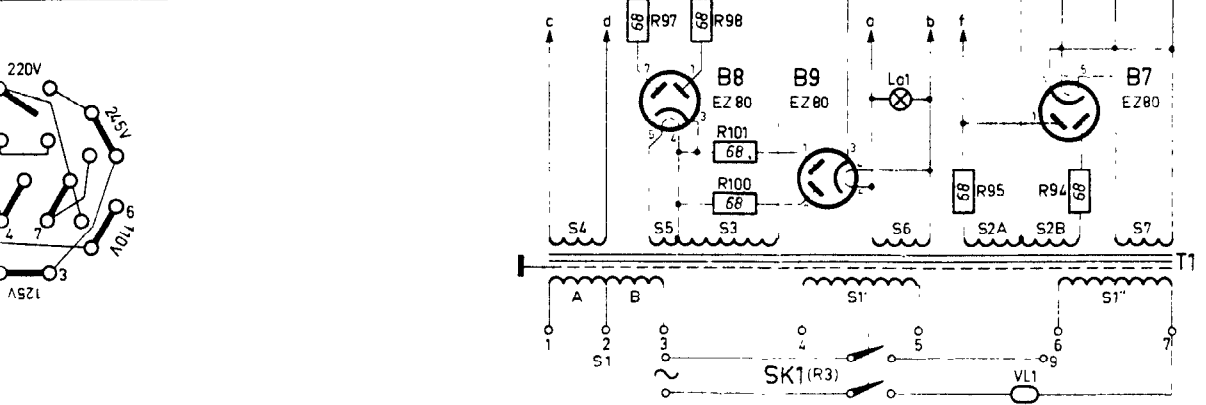 c d a b f
68 R97 68 R98
220V
245V
7 1
B8
EZ80
B9
EZ80
La1
5
B7
EZ80
1
3
5 4
R101
68
R100
68
1 3
68 R95
R94 68
4 7
6
110V
3
125V
S4 S5 S3 S6 S2A S2B S7
T1
A B S1' S1"
1 2 3 4 5 6 7
S1
9
SK1 (R3)
VL1